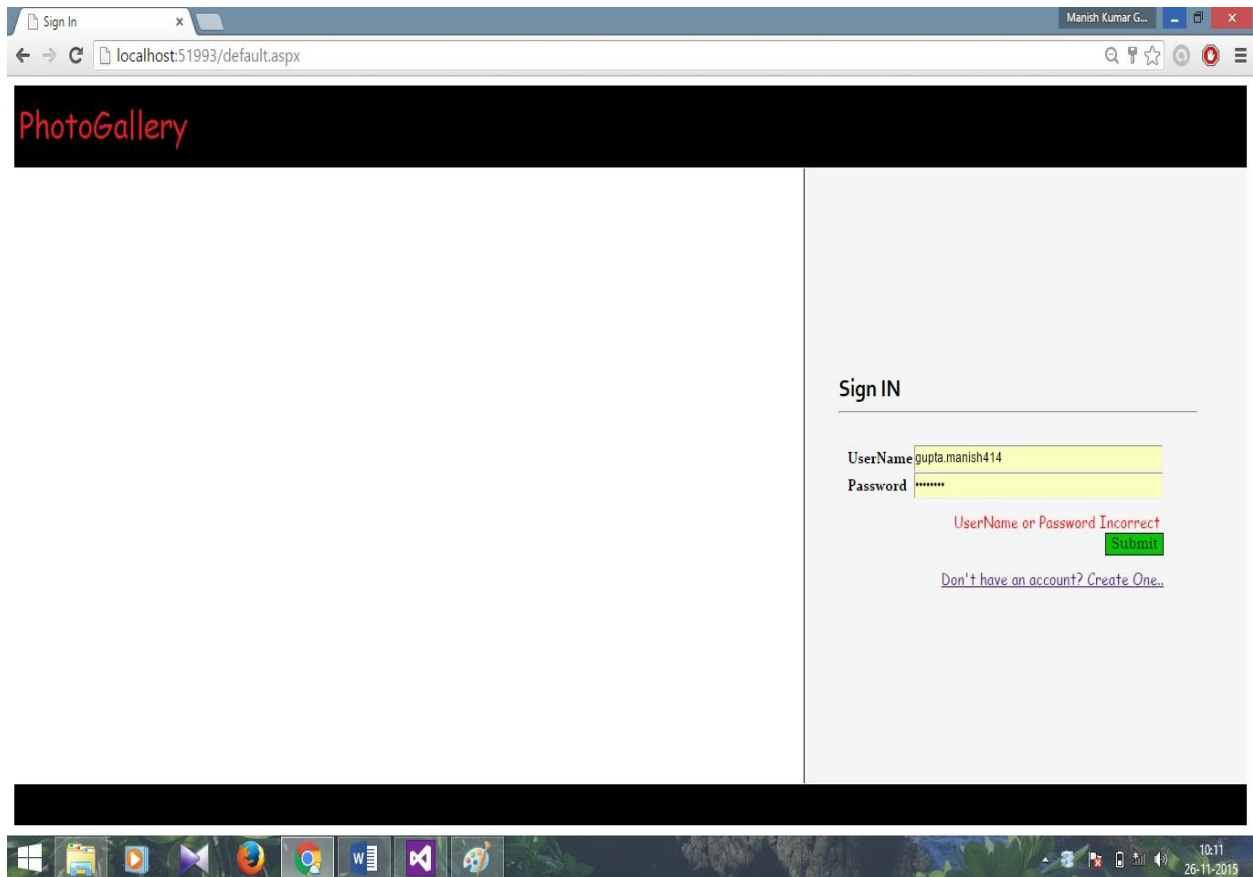 Sign In
Manish Kumar G...
localhost:51993/default.aspx
PhotoGallery
Sign IN
UserName gupta.manish414
Password ••••••••
UserName or Password Incorrect
Submit
Don't have an account? Create One..
10:11
26-11-2015